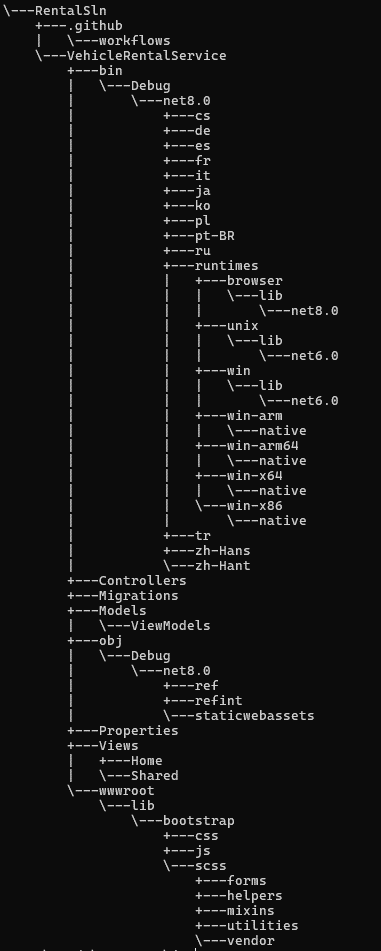 \---RentalSln
    +---.github
    |   \---workflows
    \---VehicleRentalService
        +---bin
        |   \---Debug
        |       \---net8.0
        |           +---cs
        |           +---de
        |           +---es
        |           +---fr
        |           +---it
        |           +---ja
        |           +---ko
        |           +---pl
        |           +---pt-BR
        |           +---ru
        |           +---runtimes
        |           |   +---browser
        |           |   |   \---lib
        |           |   |       \---net8.0
        |           |   +---unix
        |           |   |   \---lib
        |           |   |       \---net6.0
        |           |   +---win
        |           |   |   \---lib
        |           |   |       \---net6.0
        |           |   +---win-arm
        |           |   |   \---native
        |           |   +---win-arm64
        |           |   |   \---native
        |           |   +---win-x64
        |           |   |   \---native
        |           |   \---win-x86
        |           |       \---native
        |           +---tr
        |           +---zh-Hans
        |           \---zh-Hant
        +---Controllers
        +---Migrations
        +---Models
        |   \---ViewModels
        +---obj
        |   \---Debug
        |       \---net8.0
        |           +---ref
        |           +---refint
        |           \---staticwebassets
        +---Properties
        +---Views
        |   +---Home
        |   \---Shared
        \---wwwroot
            \---lib
                \---bootstrap
                    +---css
                    +---js
                    \---scss
                        +---forms
                        +---helpers
                        +---mixins
                        +---utilities
                        \---vendor